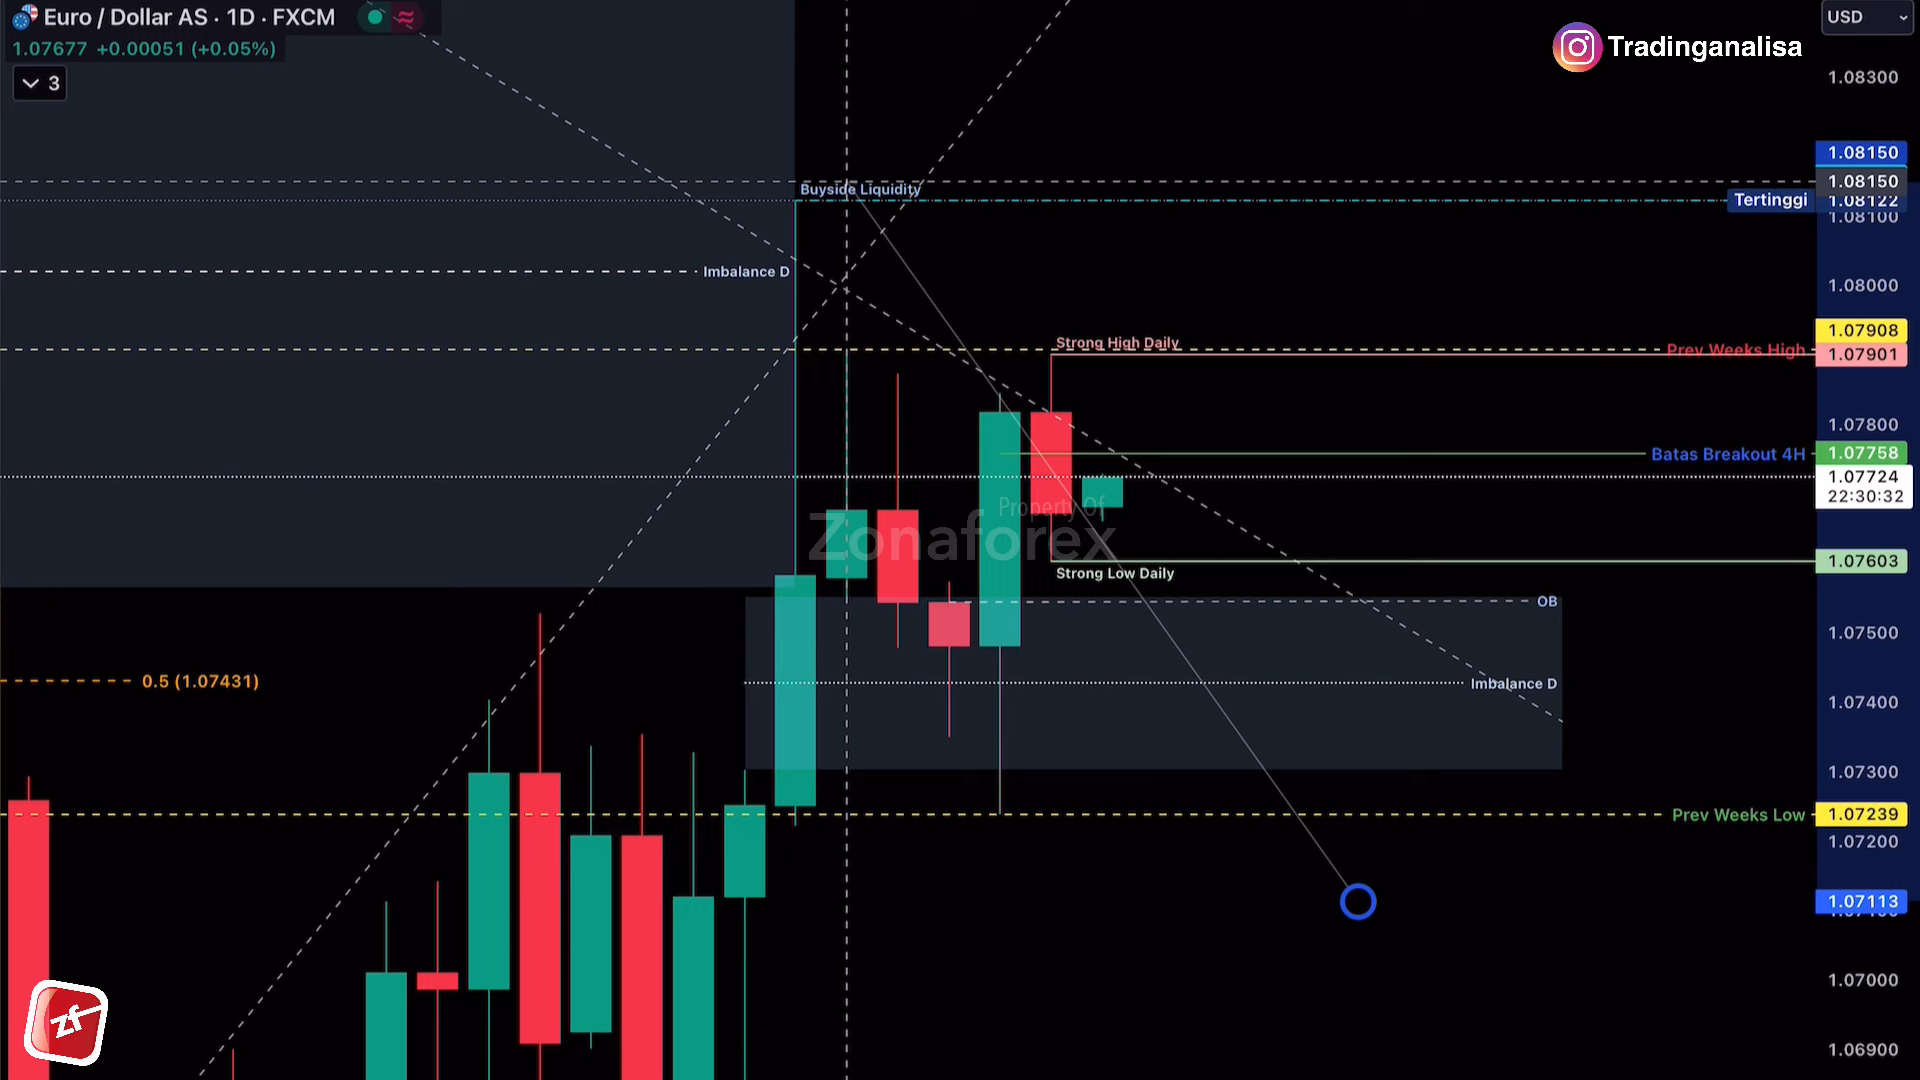 Euro / Dollar AS · 1D · FXCM
1.07677 +0.00051 (+0.05%)
3
USD
Tradinganalisa
1.08300
1.08150
1.08150
Buyside Liquidity
Tertinggi
1.08122
1.08100
Imbalance D
1.08000
1.07908
Strong High Daily
Prev Weeks High
1.07901
1.07800
Batas Breakout 4H
1.07758
1.07724
22:30:32
Property Of
Zonaforex
1.07603
Strong Low Daily
OB
1.07500
0.5 (1.07431)
Imbalance D
1.07400
1.07300
Prev Weeks Low
1.07239
1.07200
1.07113
1.07000
zf
1.06900